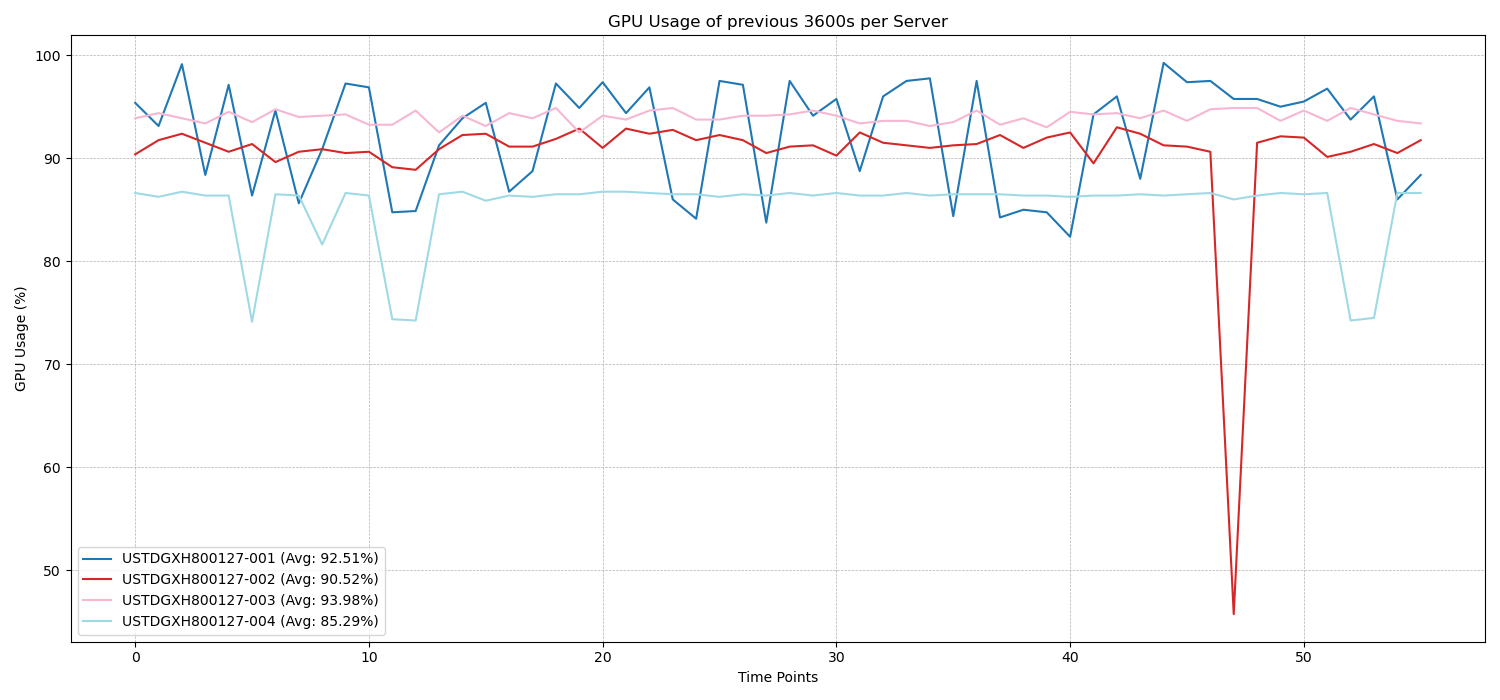 GPU Usage of previous 3600s per Server
100
90
80
70
60
50
GPU Usage (%)
USTDGXH800127-001 (Avg: 92.51%)
USTDGXH800127-002 (Avg: 90.52%)
USTDGXH800127-003 (Avg: 93.98%)
USTDGXH800127-004 (Avg: 85.29%)
0 10 20 30 40 50
Time Points